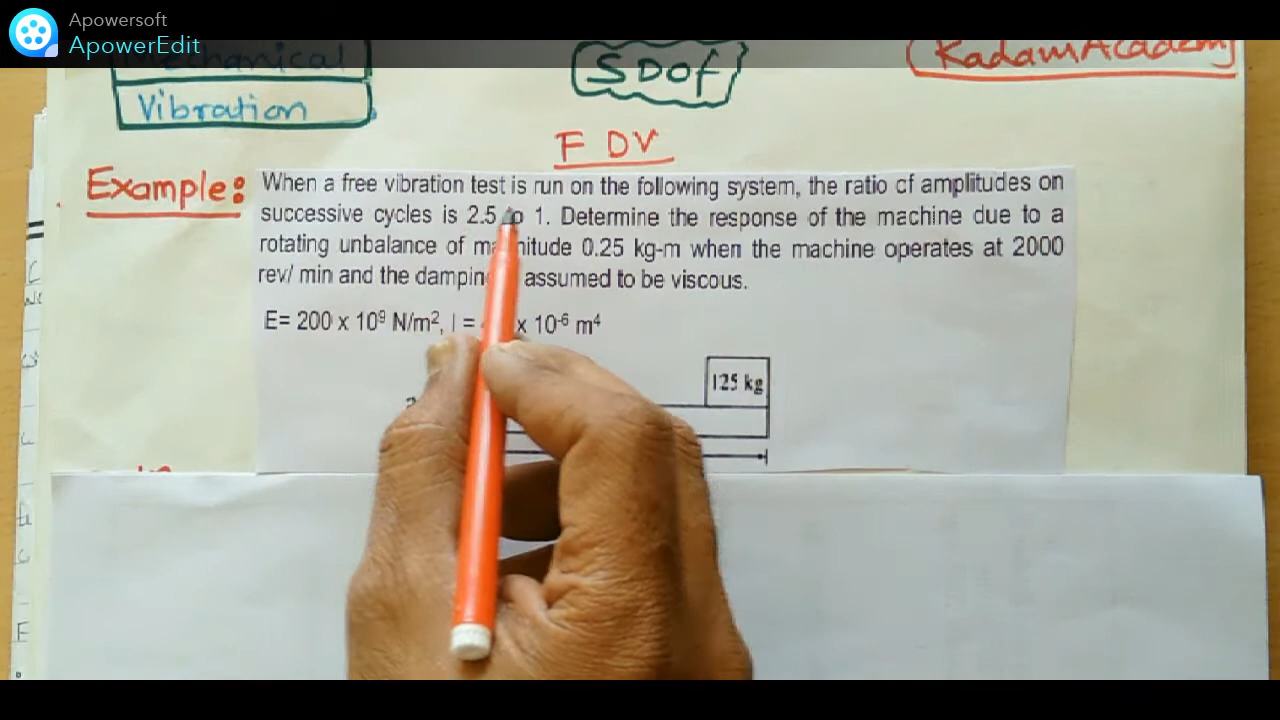 Apowersoft
ApowerEdit
Mechanical
Vibration
SDof
Kadam Academy
F DV
Example:
When a free vibration test is run on the following system, the ratio of amplitudes on
successive cycles is 2.5 1. Determine the response of the machine due to a
rotating unbalance of 0.25 kg-m when the machine operates at 2000
rev/ min and the assumed to be viscous.
E= 200 x 10⁹ N/m², I = x 10⁻⁶ m⁴
125 kg